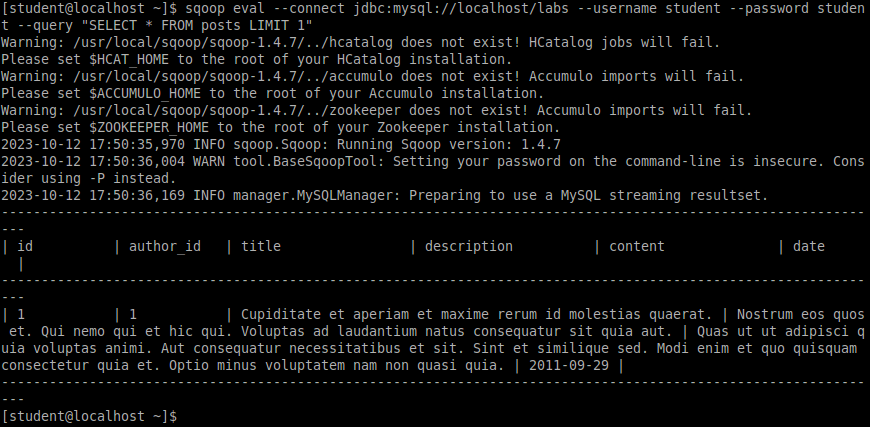 [student@localhost ~]$ sqoop eval --connect jdbc:mysql://localhost/labs --username student --password studen
t --query "SELECT * FROM posts LIMIT 1"
Warning: /usr/local/sqoop/sqoop-1.4.7/../hcatalog does not exist! HCatalog jobs will fail.
Please set $HCAT_HOME to the root of your HCatalog installation.
Warning: /usr/local/sqoop/sqoop-1.4.7/../accumulo does not exist! Accumulo imports will fail.
Please set $ACCUMULO_HOME to the root of your Accumulo installation.
Warning: /usr/local/sqoop/sqoop-1.4.7/../zookeeper does not exist! Accumulo imports will fail.
Please set $ZOOKEEPER_HOME to the root of your Zookeeper installation.
2023-10-12 17:50:35,970 INFO sqoop.Sqoop: Running Sqoop version: 1.4.7
2023-10-12 17:50:36,004 WARN tool.BaseSqoopTool: Setting your password on the command-line is insecure. Cons
ider using -P instead.
2023-10-12 17:50:36,169 INFO manager.MySQLManager: Preparing to use a MySQL streaming resultset.
------------------------------------------------------------------------------------------------------------
---
| id          | author_id   | title                | description          | content              | date     
  |
------------------------------------------------------------------------------------------------------------
---
| 1           | 1           | Cupiditate et aperiam et maxime rerum id molestias quaerat. | Nostrum eos quos
 et. Qui nemo qui et hic qui. Voluptas ad laudantium natus consequatur sit quia aut. | Quas ut ut adipisci q
uia voluptas animi. Aut consequatur necessitatibus et sit. Sint et similique sed. Modi enim et quo quisquam 
consectetur quia et. Optio minus voluptatem nam non quasi quia. | 2011-09-29 |
------------------------------------------------------------------------------------------------------------
---
[student@localhost ~]$